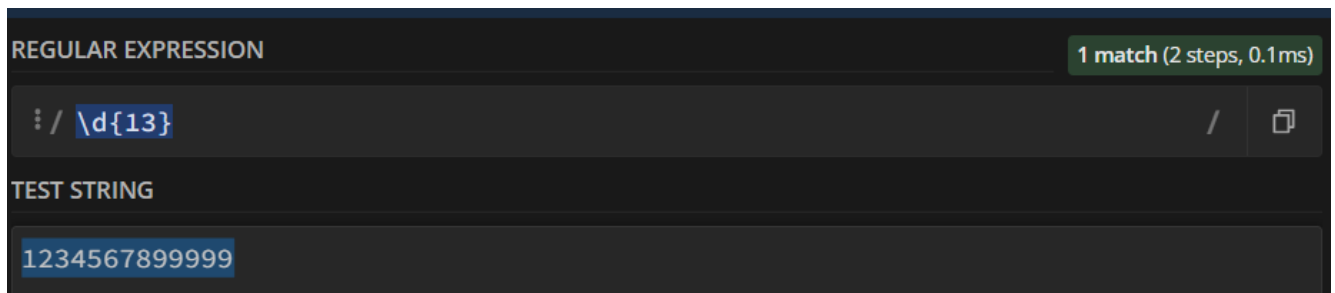 REGULAR EXPRESSION
1 match (2 steps, 0.1ms)
/ \d{13} /
TEST STRING
1234567899999